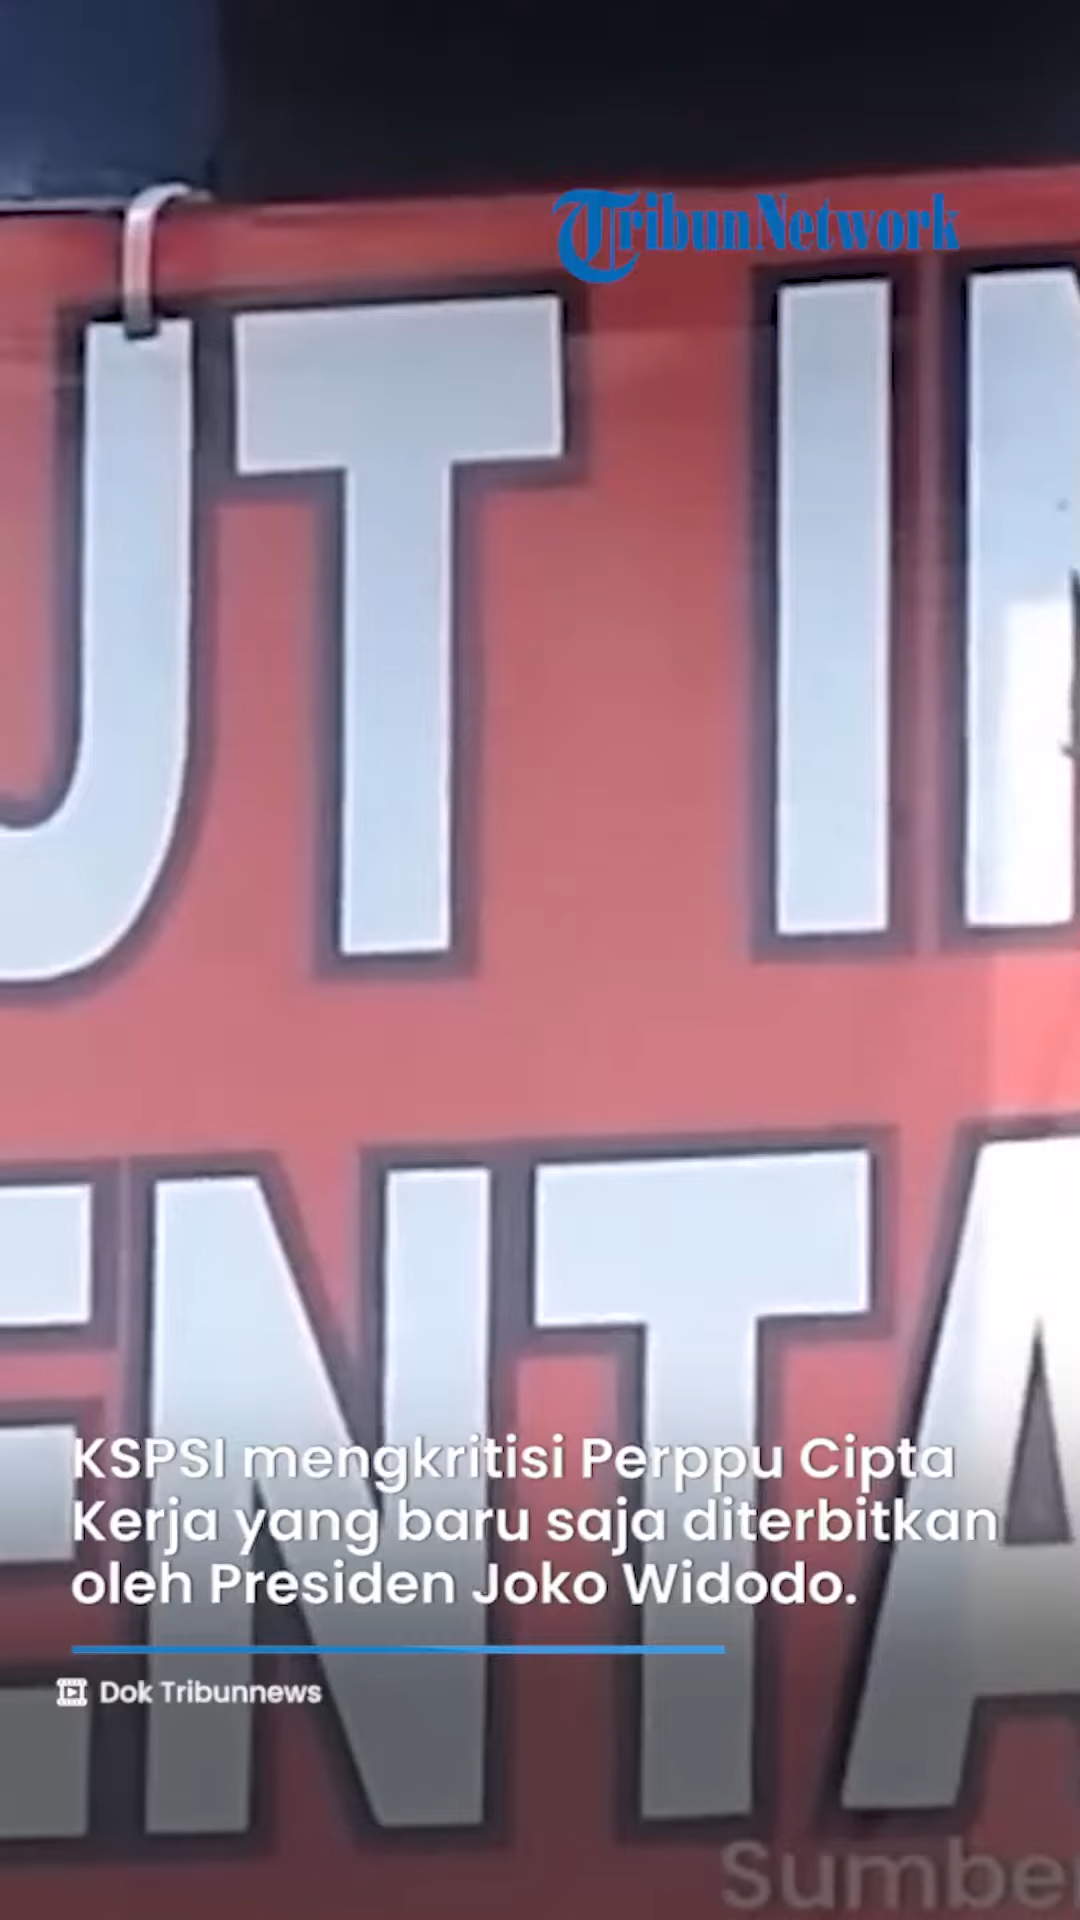 TribunNetwork
UT IN
ENTA
KSPSI mengkritisi Perppu Cipta
Kerja yang baru saja diterbitkan
oleh Presiden Joko Widodo.
Dok Tribunnews
Sumber